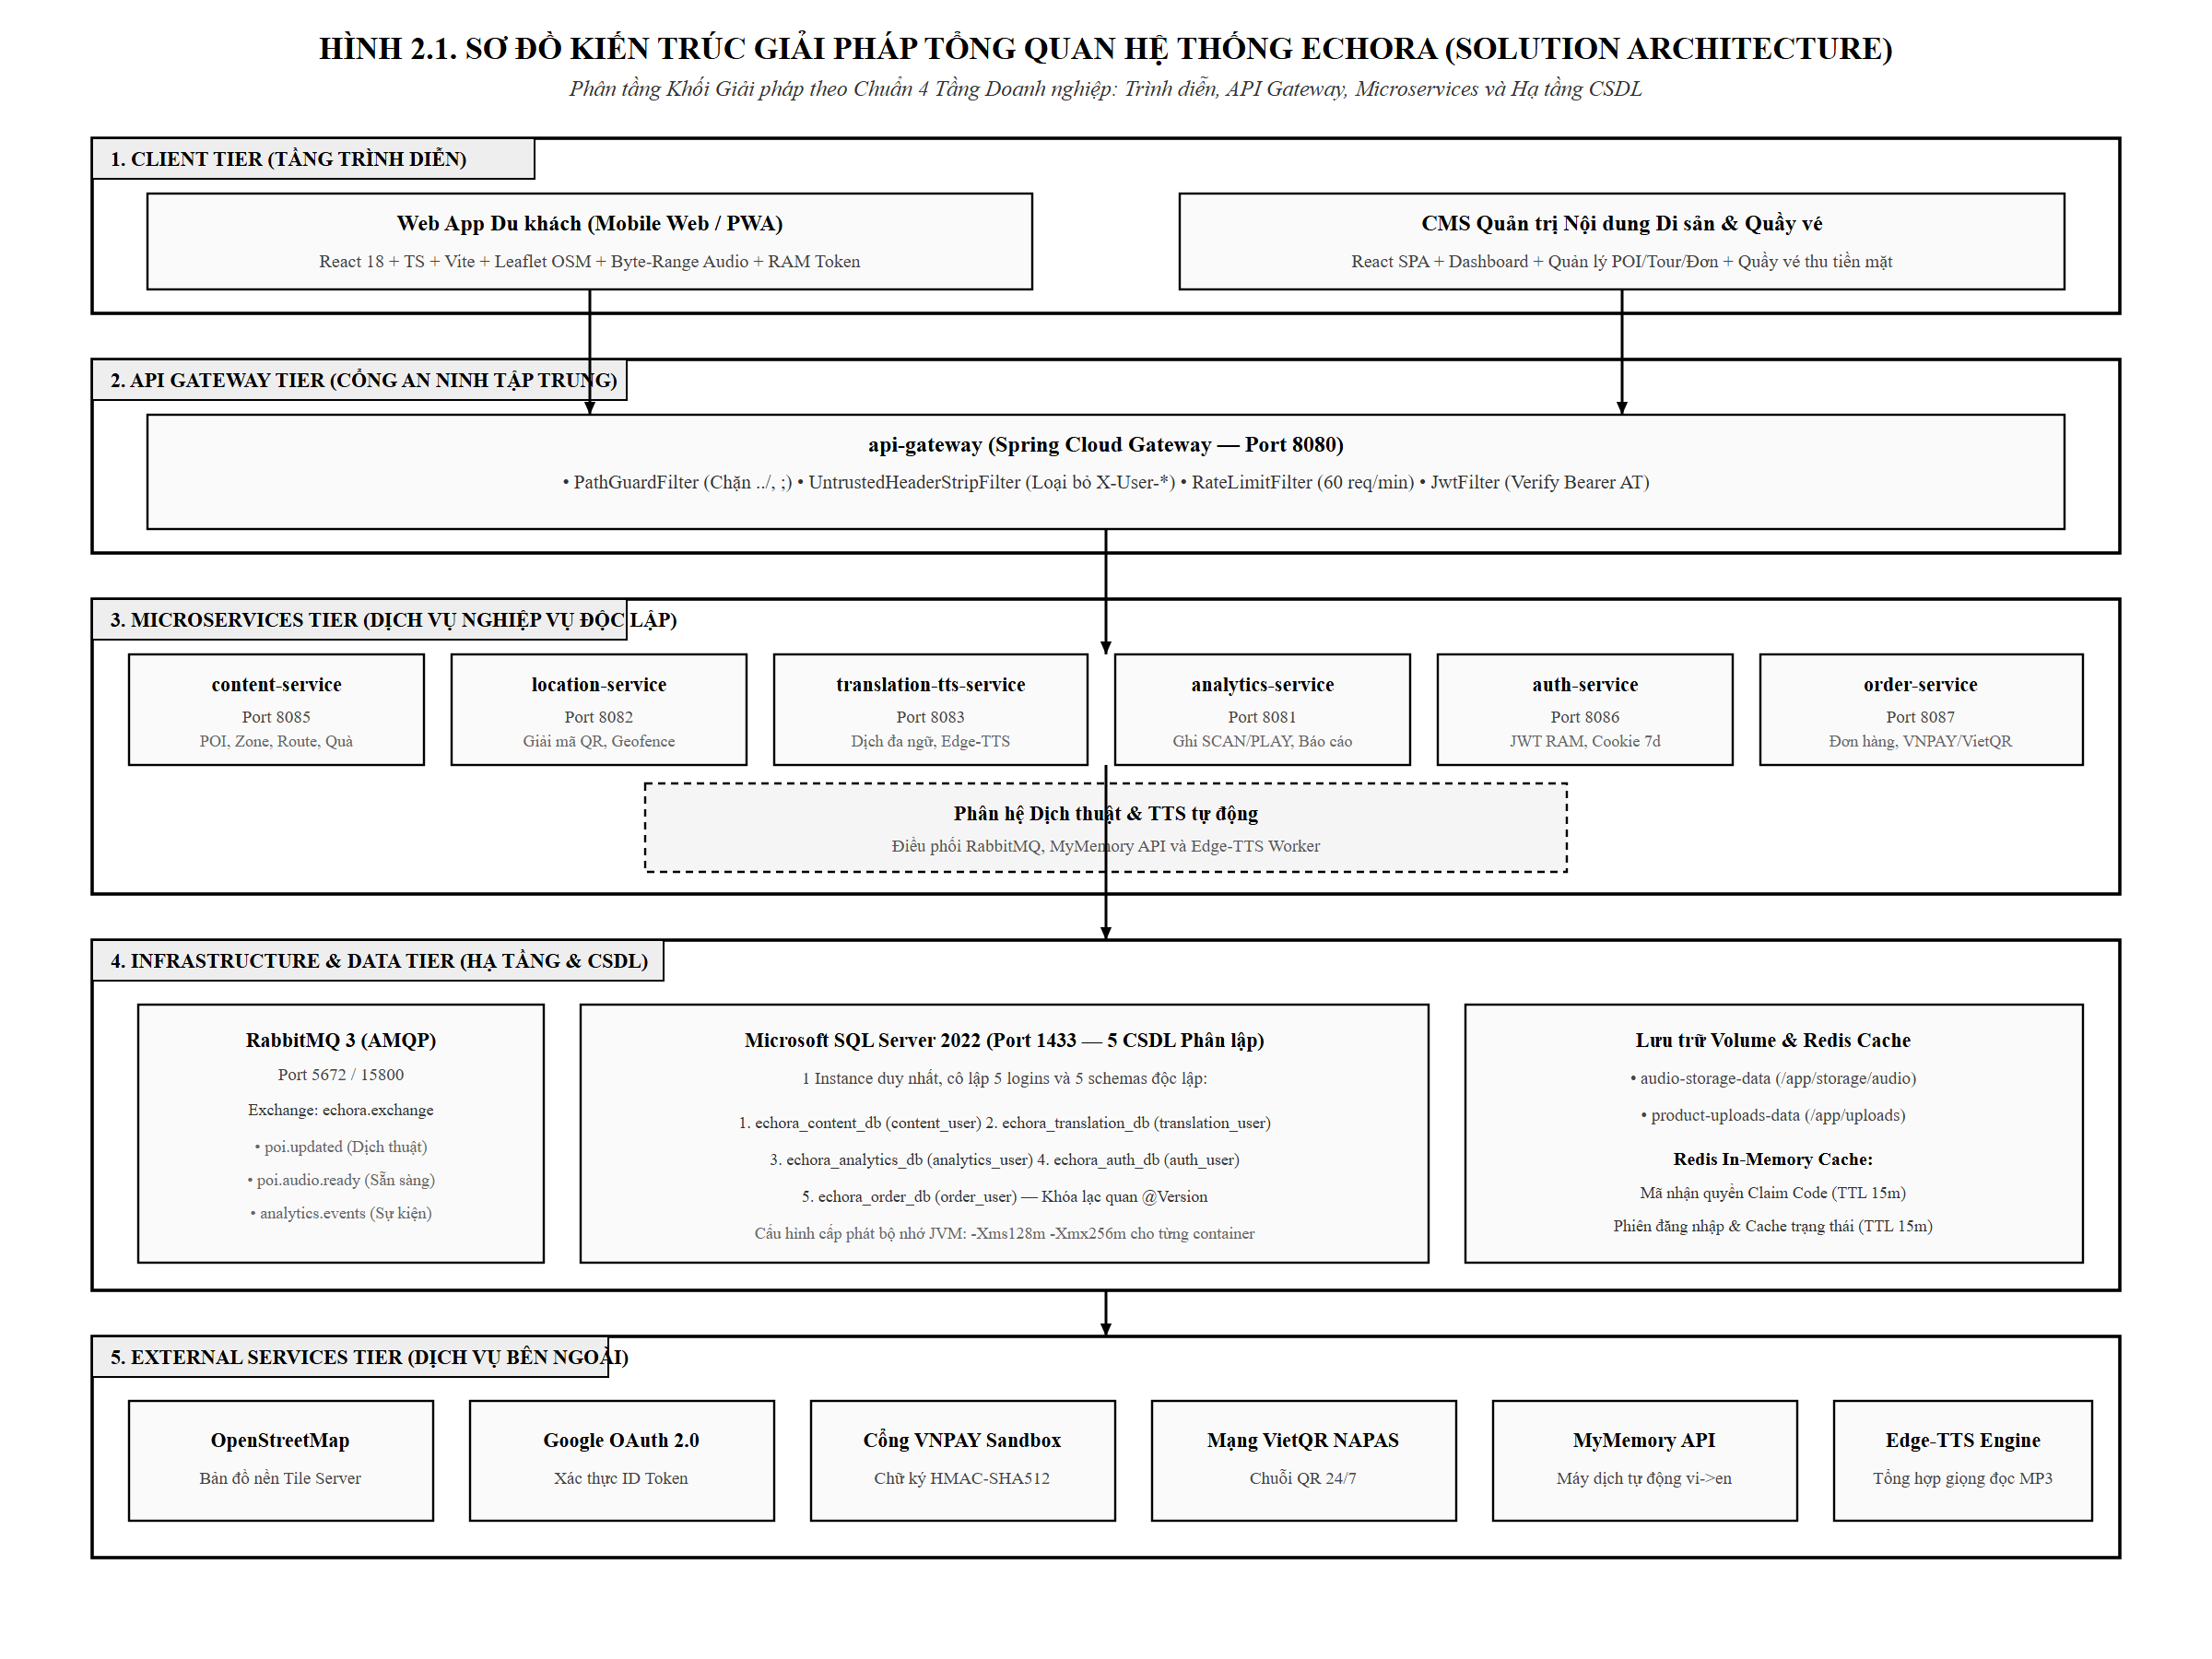 HÌNH 2.1. SƠ ĐỒ KIẾN TRÚC GIẢI PHÁP TỔNG QUAN HỆ THỐNG ECHORA (SOLUTION ARCHITECTURE)
Phân tầng Khối Giải pháp theo Chuẩn 4 Tầng Doanh nghiệp: Trình diễn, API Gateway, Microservices và Hạ tầng CSDL
1. CLIENT TIER (TẦNG TRÌNH DIỄN)
Web App Du khách (Mobile Web / PWA)
React 18 + TS + Vite + Leaflet OSM + Byte-Range Audio + RAM Token
CMS Quản trị Nội dung Di sản & Quầy vé
React SPA + Dashboard + Quản lý POI/Tour/Đơn + Quầy vé thu tiền mặt
2. API GATEWAY TIER (CỔNG AN NINH TẬP TRUNG)
api-gateway (Spring Cloud Gateway — Port 8080)
• PathGuardFilter (Chặn ../, ;) • UntrustedHeaderStripFilter (Loại bỏ X-User-*) • RateLimitFilter (60 req/min) • JwtFilter (Verify Bearer AT)
3. MICROSERVICES TIER (DỊCH VỤ NGHIỆP VỤ ĐỘC LẬP)
content-service
Port 8085
POI, Zone, Route, Quà
location-service
Port 8082
Giải mã QR, Geofence
translation-tts-service
Port 8083
Dịch đa ngữ, Edge-TTS
analytics-service
Port 8081
Ghi SCAN/PLAY, Báo cáo
auth-service
Port 8086
JWT RAM, Cookie 7d
order-service
Port 8087
Đơn hàng, VNPAY/VietQR
Phân hệ Dịch thuật & TTS tự động
Điều phối RabbitMQ, MyMemory API và Edge-TTS Worker
4. INFRASTRUCTURE & DATA TIER (HẠ TẦNG & CSDL)
RabbitMQ 3 (AMQP)
Port 5672 / 15800
Exchange: echora.exchange
• poi.updated (Dịch thuật)
• poi.audio.ready (Sẵn sàng)
• analytics.events (Sự kiện)
Microsoft SQL Server 2022 (Port 1433 — 5 CSDL Phân lập)
1 Instance duy nhất, cô lập 5 logins và 5 schemas độc lập:
1. echora_content_db (content_user) 2. echora_translation_db (translation_user)
3. echora_analytics_db (analytics_user) 4. echora_auth_db (auth_user)
5. echora_order_db (order_user) — Khóa lạc quan @Version
Cấu hình cấp phát bộ nhớ JVM: -Xms128m -Xmx256m cho từng container
Lưu trữ Volume & Redis Cache
• audio-storage-data (/app/storage/audio)
• product-uploads-data (/app/uploads)
Redis In-Memory Cache:
Mã nhận quyền Claim Code (TTL 15m)
Phiên đăng nhập & Cache trạng thái (TTL 15m)
5. EXTERNAL SERVICES TIER (DỊCH VỤ BÊN NGOÀI)
OpenStreetMap
Bản đồ nền Tile Server
Google OAuth 2.0
Xác thực ID Token
Cổng VNPAY Sandbox
Chữ ký HMAC-SHA512
Mạng VietQR NAPAS
Chuỗi QR 24/7
MyMemory API
Máy dịch tự động vi->en
Edge-TTS Engine
Tổng hợp giọng đọc MP3